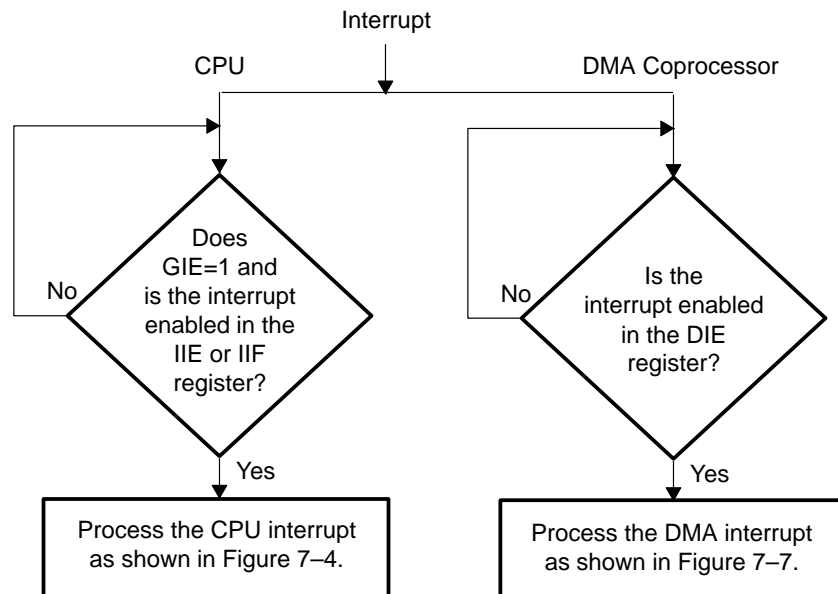 Interrupt
CPU
DMA Coprocessor
Does
GIE=1 and
is the interrupt
enabled in the
IIE or IIF
register?
No
Yes
Is the
interrupt enabled
in the DIE
register?
No
Yes
Process the CPU interrupt
as shown in Figure 7–4.
Process the DMA interrupt
as shown in Figure 7–7.